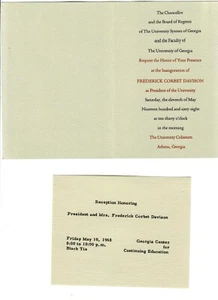 The Chancellor
and the Board of Regents
of The University System of Georgia
and the Faculty of
The University of Georgia
Request the Honor of Your Presence
at the Inauguration of
FREDERICK CORBET DAVISON
as President of the University
Saturday, the eleventh of May
Nineteen hundred and sixty-eight
at ten thirty o'clock
in the morning
The University Coliseum
Athens, Georgia
Reception Honoring
President and Mrs. Frederick Corbet Davison
Friday May 10, 1968
8:00 to 10:00 p.m.
Black Tie
Georgia Center
for
Continuing Education